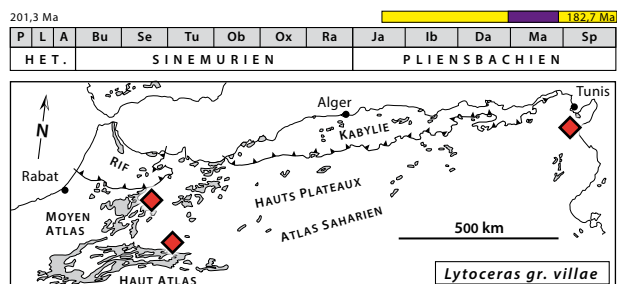 201,3 Ma 182,7 Ma
P L A Bu Se Tu Ob Ox Ra Ja Ib Da Ma Sp
HET. SINEMURIEN PLIENSBACHIEN
Tunis
Alger
N
KABYLIE
RIF
Rabat
HAUTS PLATEAUX
MOYEN
ATLAS
ATLAS SAHARIEN
500 km
Lytoceras gr. villae
HAUT ATLAS